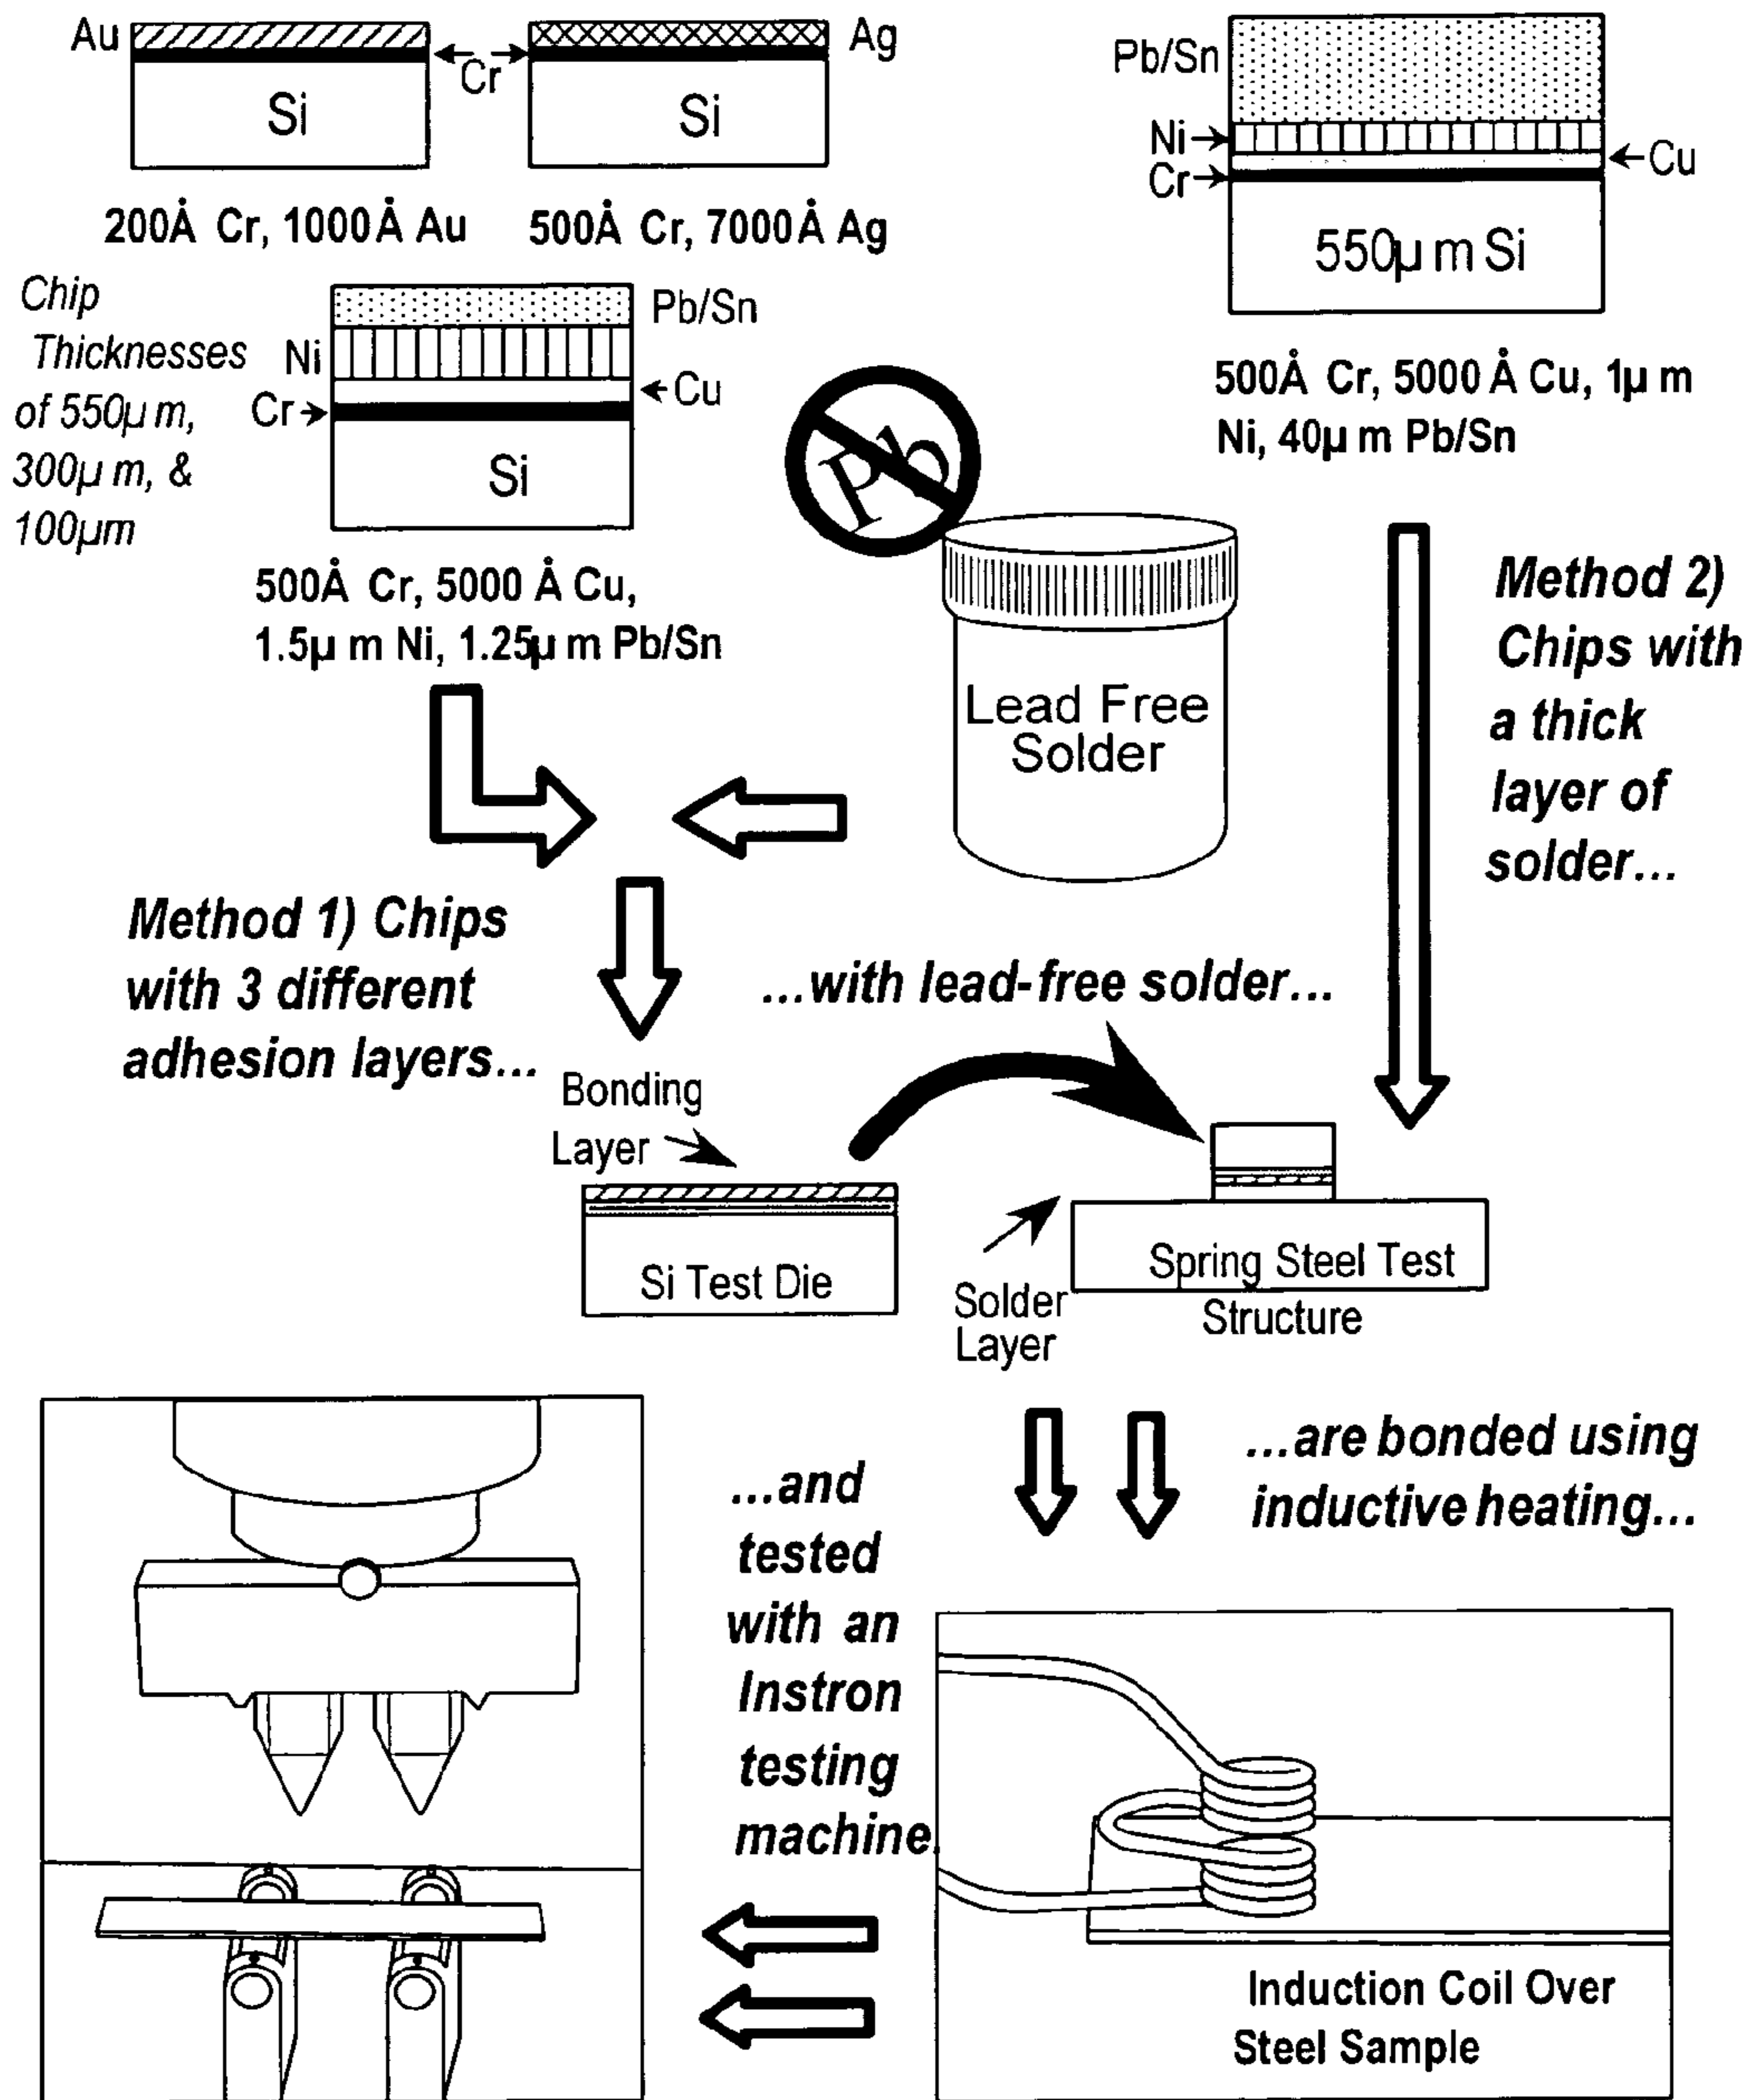 Au
Cr
Ag
Si
Si
200Å Cr, 1000Å Au
500Å Cr, 7000Å Ag
Pb/Sn
Ni
Cu
Cr
550µm Si
500Å Cr, 5000Å Cu, 1µm
Ni, 40µm Pb/Sn
Chip
Thicknesses
of 550µm,
300µm, &
100µm
Pb/Sn
Ni
Cu
Cr
Si
500Å Cr, 5000Å Cu,
1.5µm Ni, 1.25µm Pb/Sn
Pb
Lead Free
Solder
Method 2)
Chips with
a thick
layer of
solder...
Method 1) Chips
with 3 different
adhesion layers...
...with lead-free solder...
Bonding
Layer
Si Test Die
Solder
Layer
Spring Steel Test
Structure
...are bonded using
inductive heating...
...and
tested
with an
Instron
testing
machine.
Induction Coil Over
Steel Sample